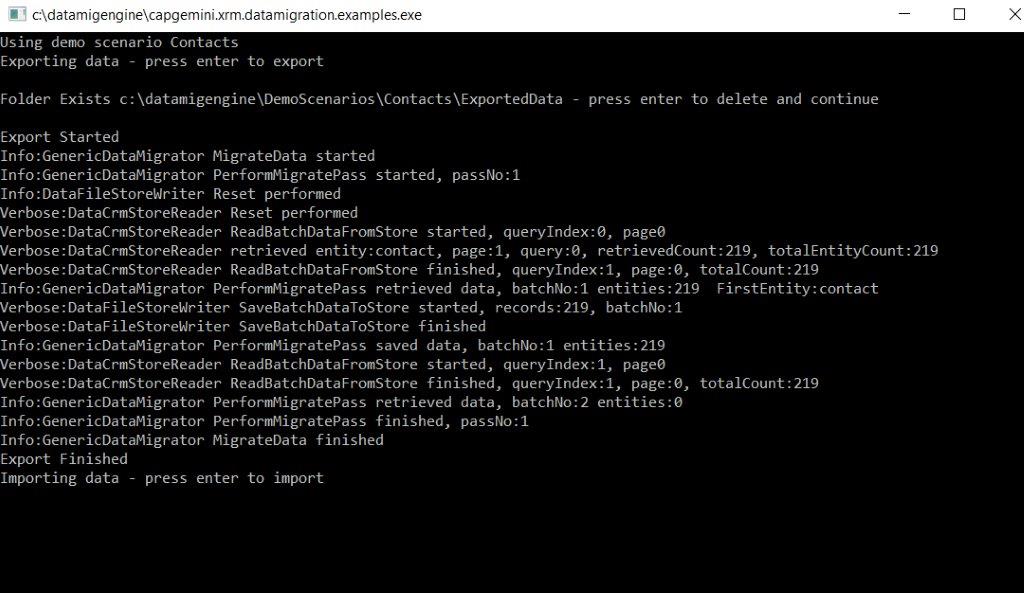 c:\datamigengine\capgemini.xrm.datamigration.examples.exe
Using demo scenario Contacts
Exporting data - press enter to export
Folder Exists c:\datamigengine\DemoScenarios\Contacts\ExportedData - press enter to delete and continue
Export Started
Info:GenericDataMigrator MigrateData started
Info:GenericDataMigrator PerformMigratePass started, passNo:1
Info:DataFileStoreWriter Reset performed
Verbose:DataCrmStoreReader Reset performed
Verbose:DataCrmStoreReader ReadBatchDataFromStore started, queryIndex:0, page0
Verbose:DataCrmStoreReader retrieved entity:contact, page:1, query:0, retrievedCount:219, totalEntityCount:219
Verbose:DataCrmStoreReader ReadBatchDataFromStore finished, queryIndex:1, page:0, totalCount:219
Info:GenericDataMigrator PerformMigratePass retrieved data, batchNo:1 entities:219  FirstEntity:contact
Verbose:DataFileStoreWriter SaveBatchDataToStore started, records:219, batchNo:1
Verbose:DataFileStoreWriter SaveBatchDataToStore finished
Info:GenericDataMigrator PerformMigratePass saved data, batchNo:1 entities:219
Verbose:DataCrmStoreReader ReadBatchDataFromStore started, queryIndex:1, page0
Verbose:DataCrmStoreReader ReadBatchDataFromStore finished, queryIndex:1, page:0, totalCount:219
Info:GenericDataMigrator PerformMigratePass retrieved data, batchNo:2 entities:0
Info:GenericDataMigrator PerformMigratePass finished, passNo:1
Info:GenericDataMigrator MigrateData finished
Export Finished
Importing data - press enter to import